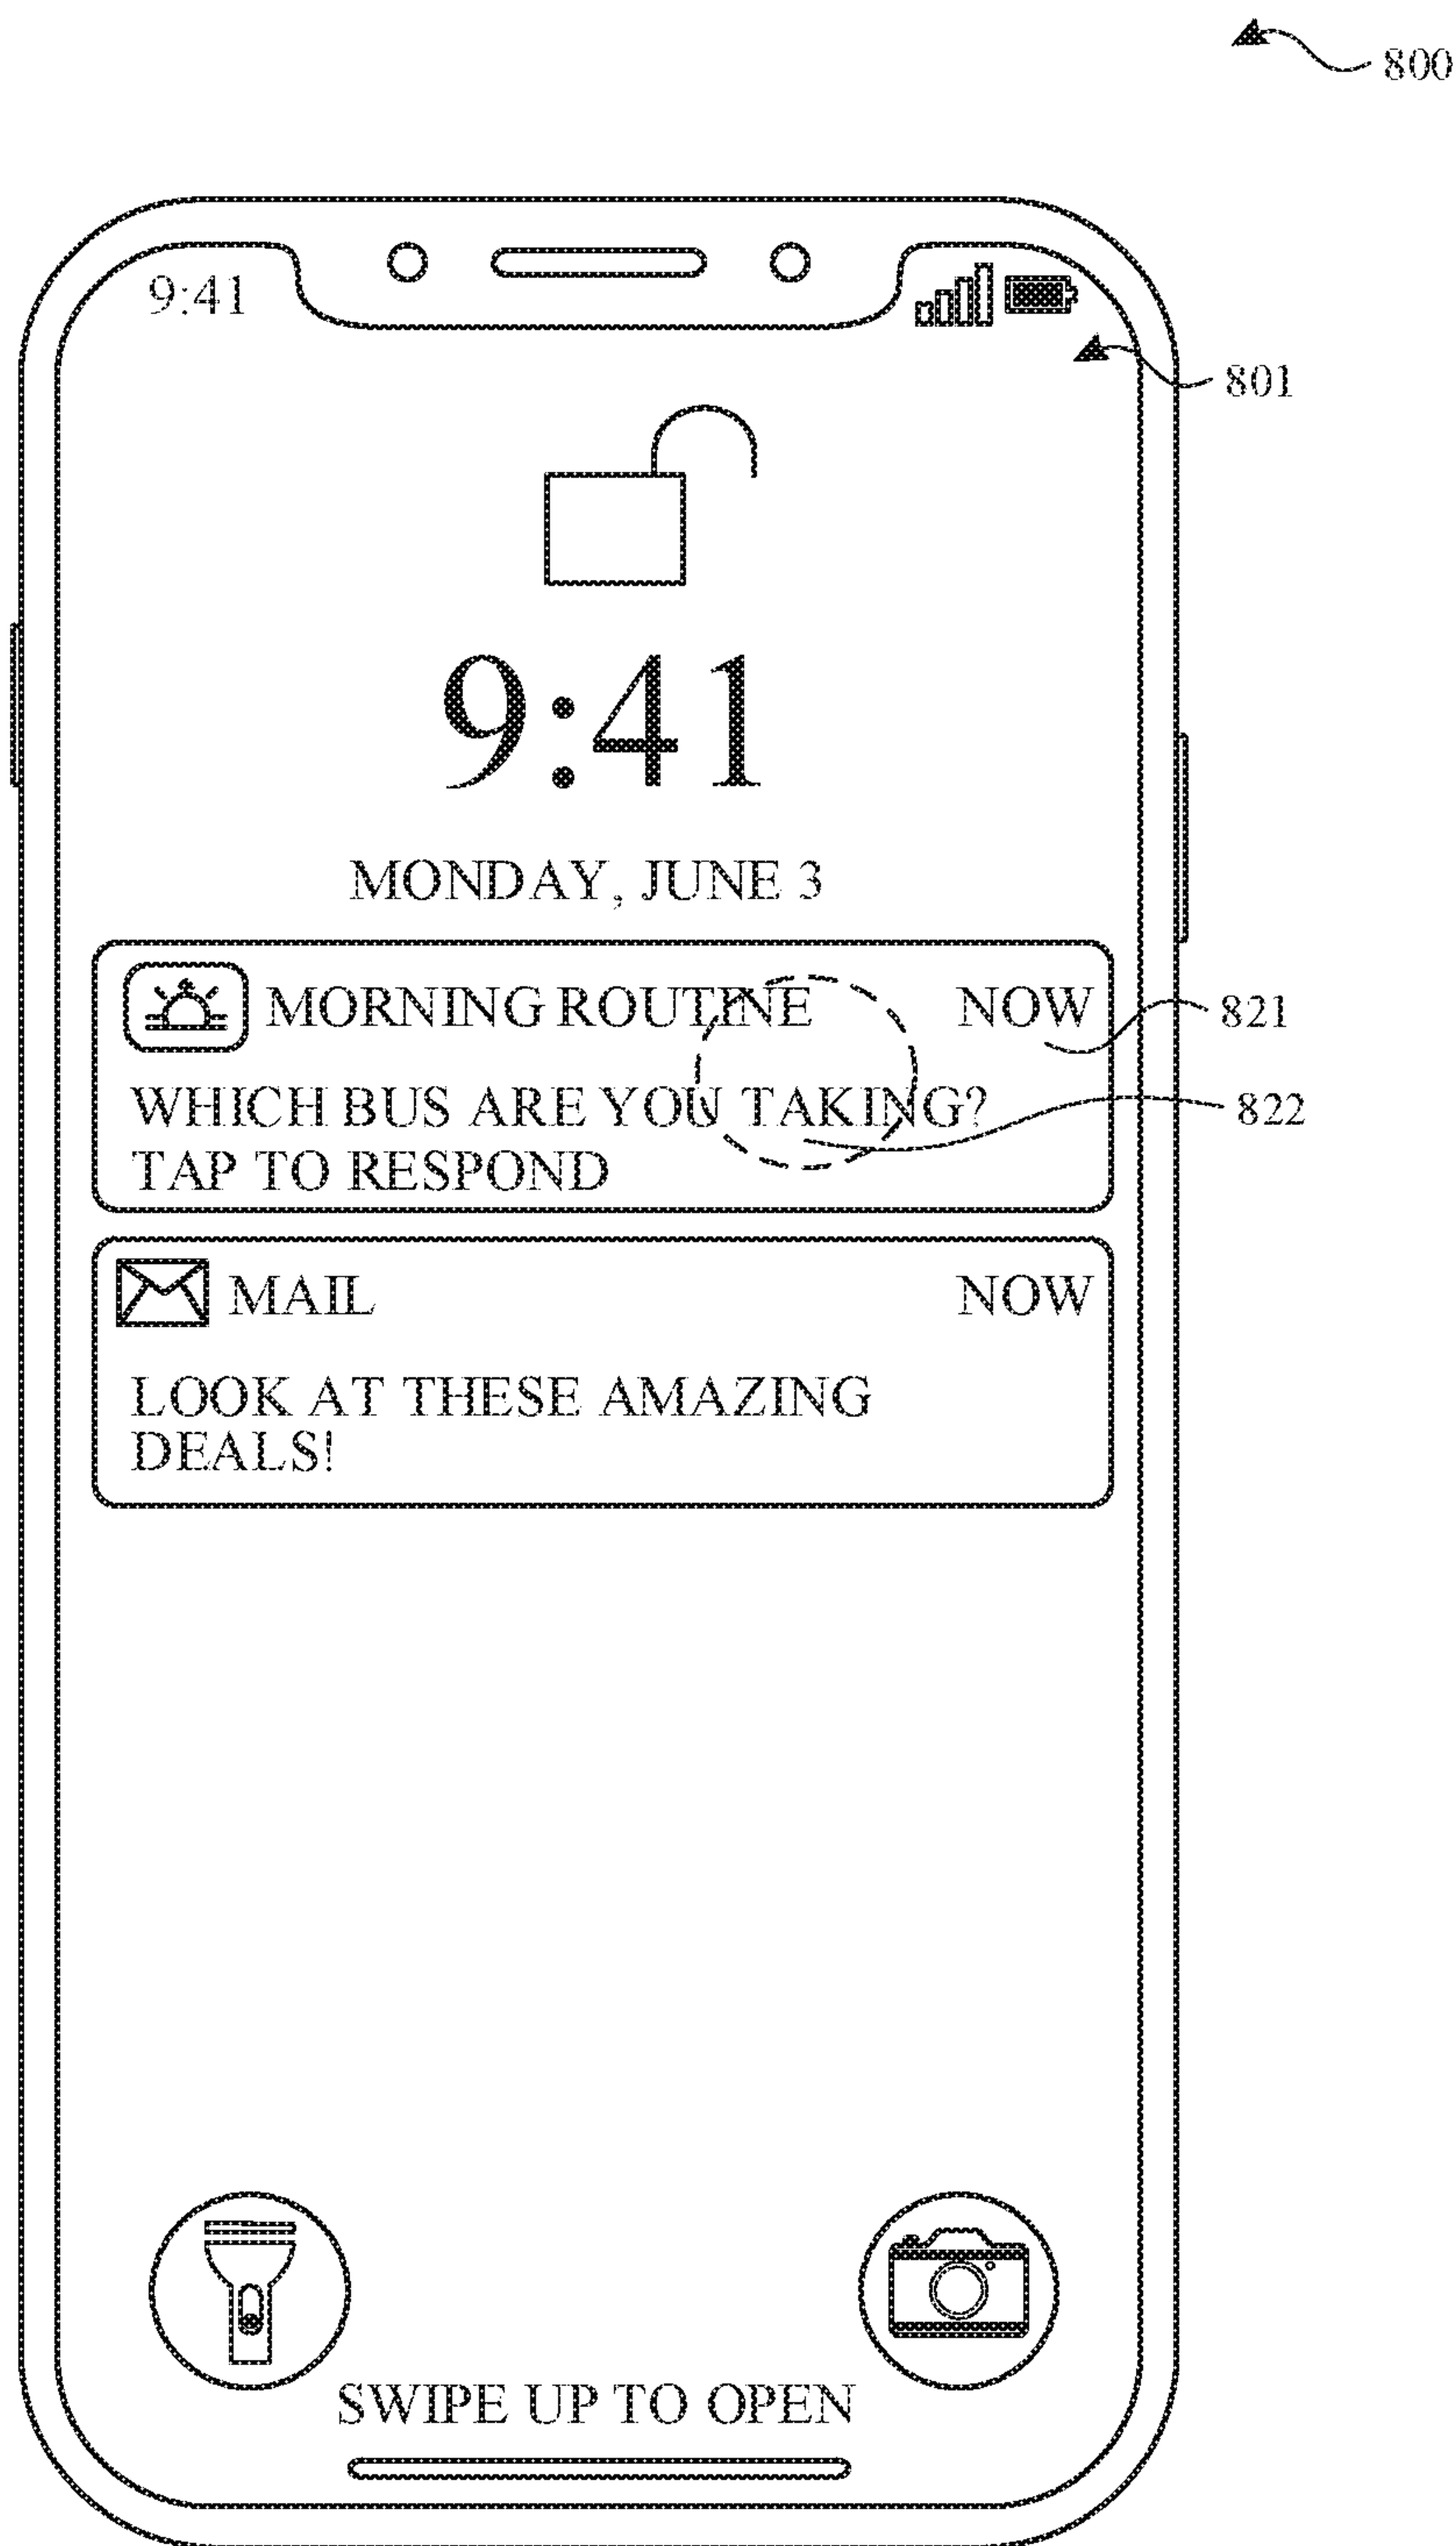 800
9:41
801
9:41
MONDAY, JUNE 3
MORNING ROUTINE NOW
821
WHICH BUS ARE YOU TAKING?
822
TAP TO RESPOND
MAIL NOW
LOOK AT THESE AMAZING
DEALS!
SWIPE UP TO OPEN